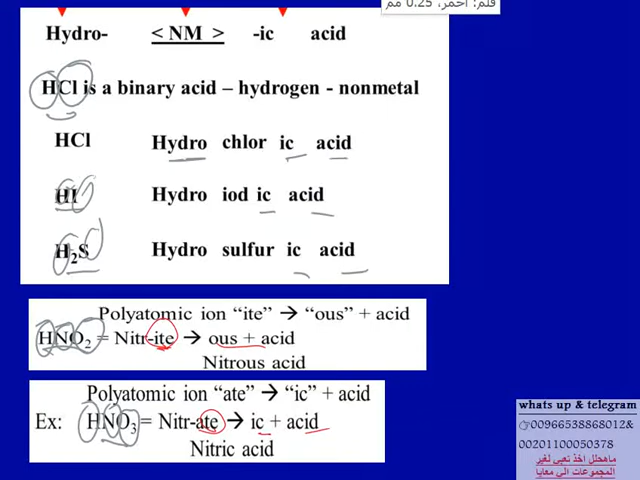 قلم: أحمر، 0.25 مم
Hydro- < NM > -ic acid
HCl is a binary acid – hydrogen - nonmetal
HCl Hydro chlor ic acid
HI Hydro iod ic acid
H₂S Hydro sulfur ic acid
Polyatomic ion “ite” → “ous” + acid
HNO₂ = Nitr-ite → ous + acid
Nitrous acid
Polyatomic ion “ate” → “ic” + acid
Ex: HNO₃ = Nitr-ate → ic + acid
Nitric acid
whats up & telegram
00966538868012&
00201100050378
ماهحلل اخذ تعبى لغير
المجموعات الي معايا